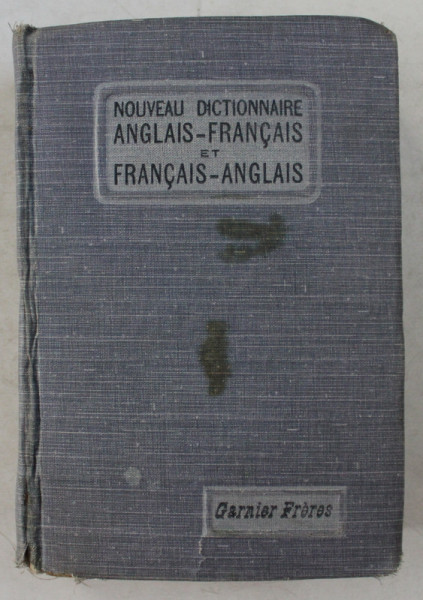 NOUVEAU DICTIONNAIRE
ANGLAIS-FRANÇAIS
ET
FRANÇAIS-ANGLAIS
Garnier Frères